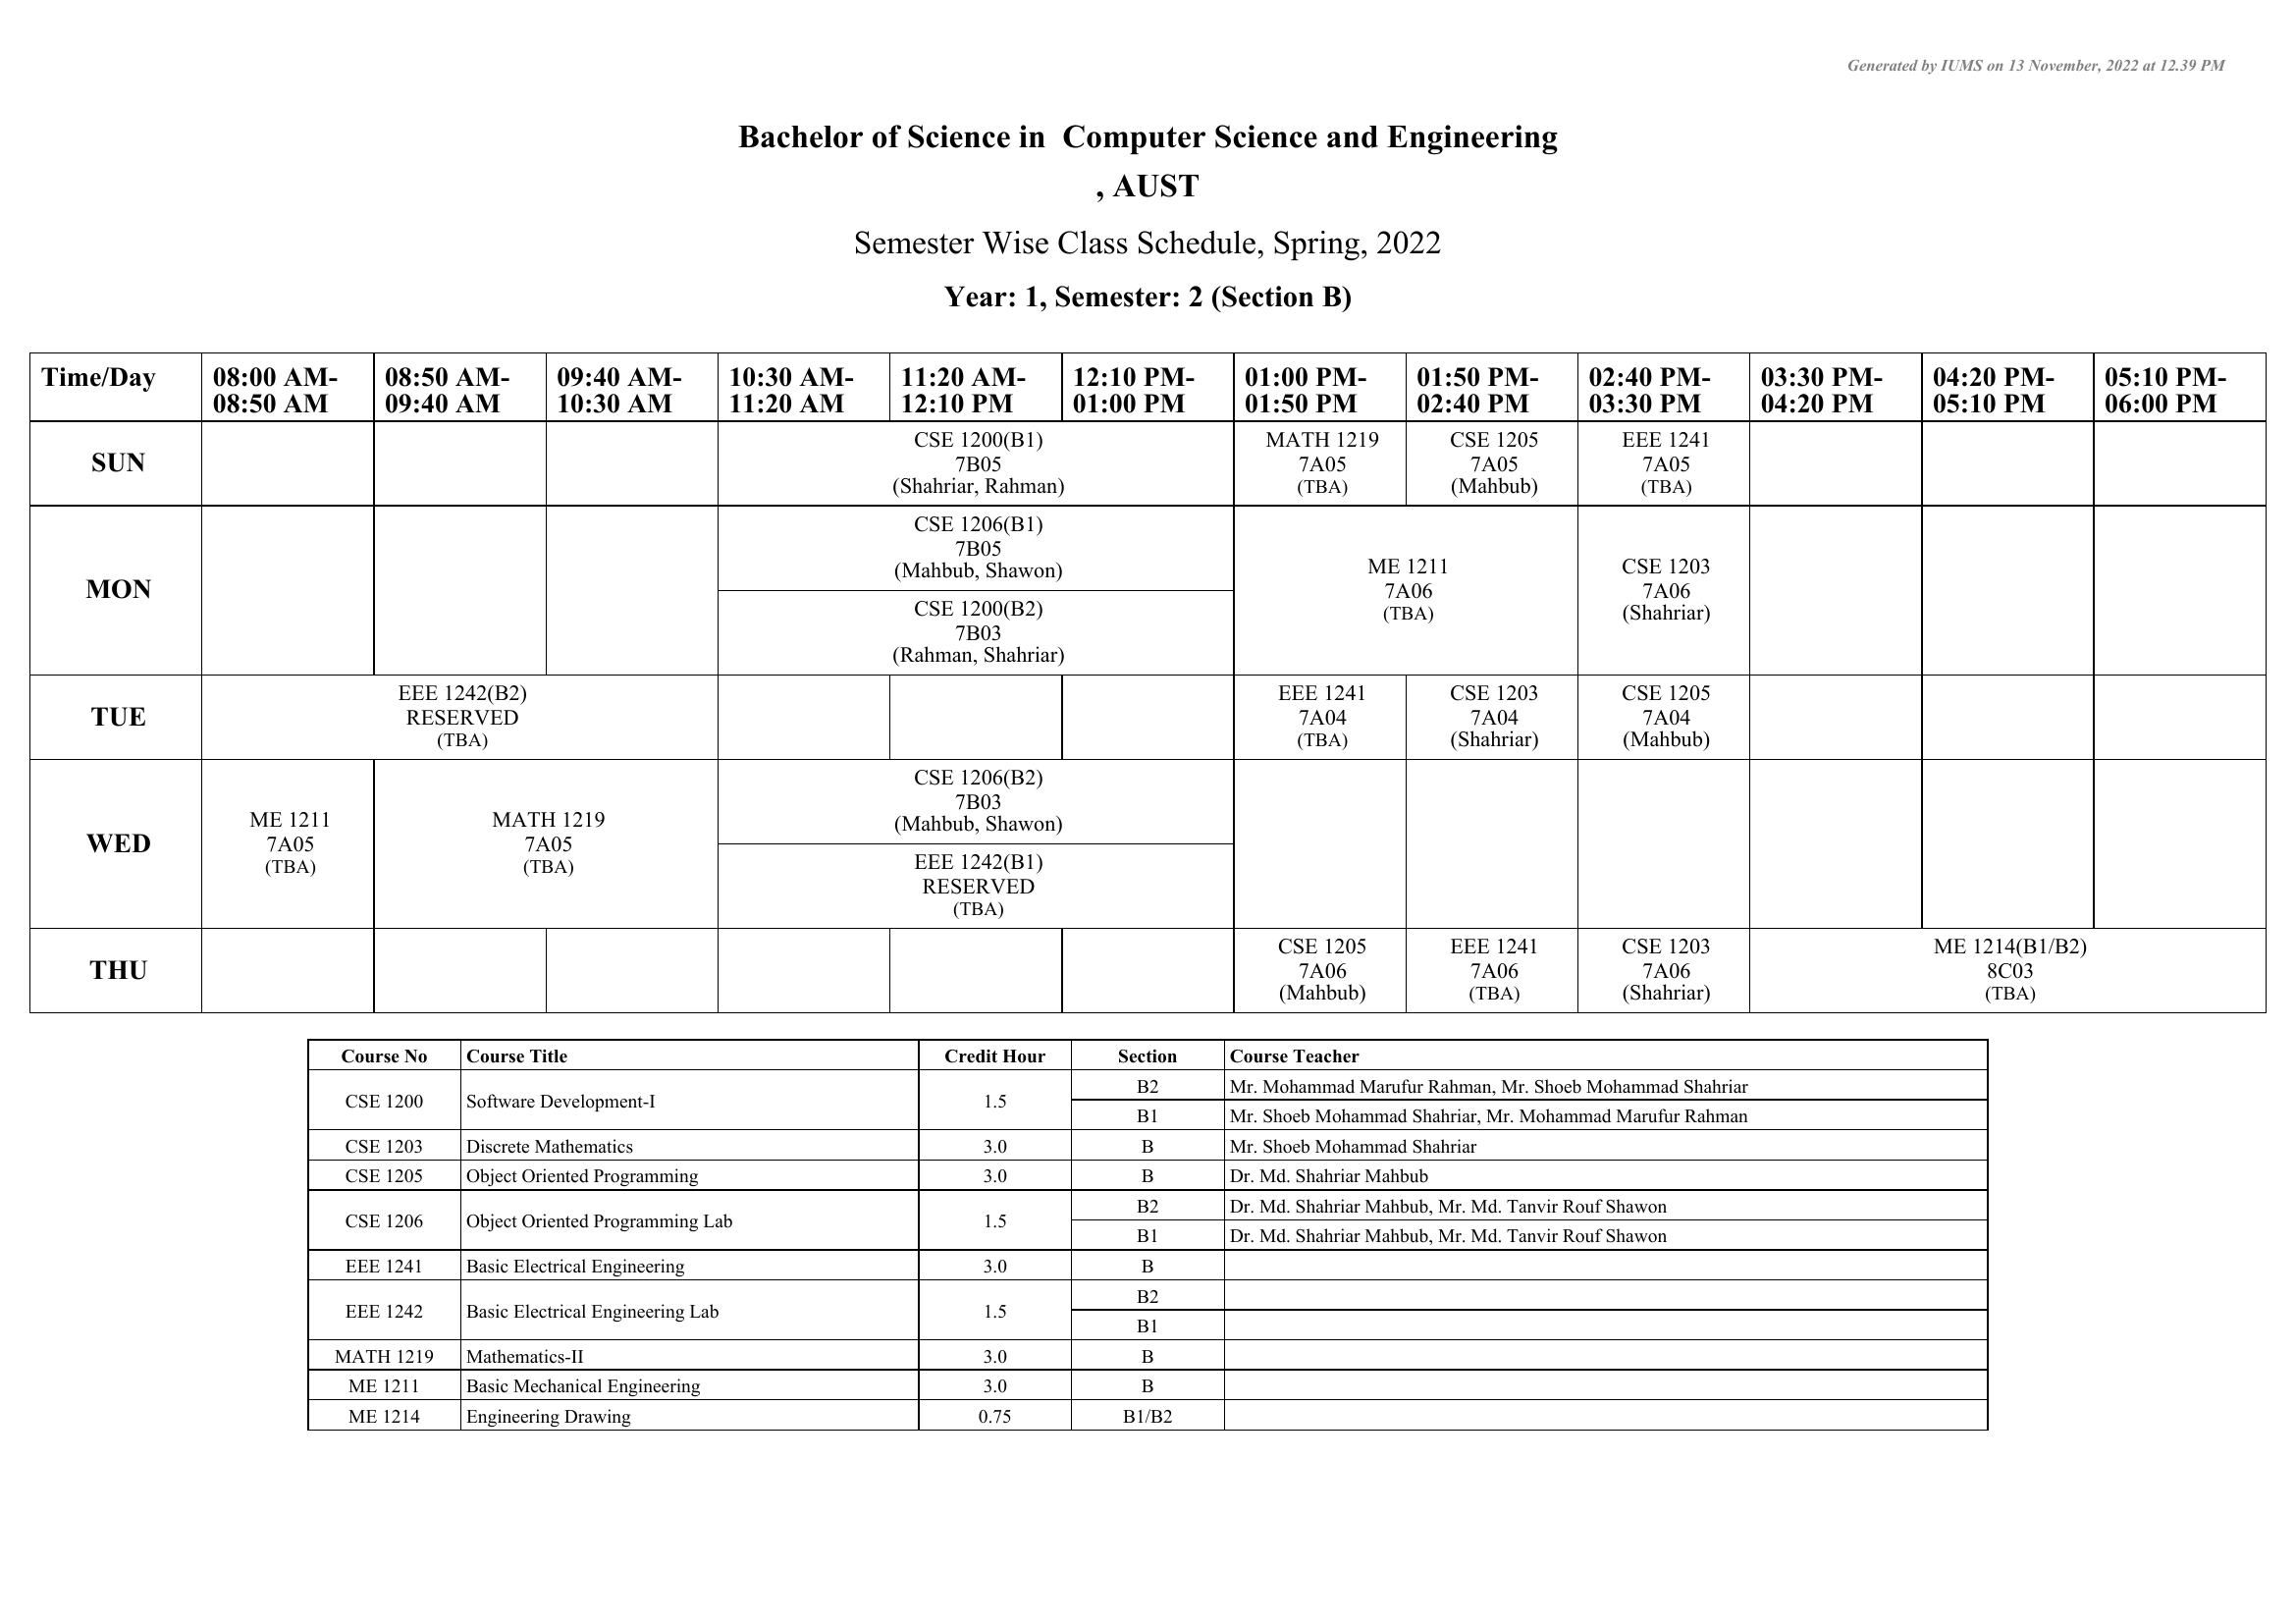 Generated by IUMS on 13 November, 2022 at 12.39 PM
Bachelor of Science in  Computer Science and Engineering
, AUST
Semester Wise Class Schedule, Spring, 2022
Year: 1, Semester: 2 (Section B)
Time/Day 08:00 AM- 08:50 AM- 09:40 AM- 10:30 AM- 11:20 AM- 12:10 PM- 01:00 PM- 01:50 PM- 02:40 PM- 03:30 PM- 04:20 PM- 05:10 PM-
08:50 AM 09:40 AM 10:30 AM 11:20 AM 12:10 PM 01:00 PM 01:50 PM 02:40 PM 03:30 PM 04:20 PM 05:10 PM 06:00 PM
SUN
CSE 1200(B1)
7B05
(Shahriar, Rahman)
MATH 1219
7A05
(TBA)
CSE 1205
7A05
(Mahbub)
EEE 1241
7A05
(TBA)
MON
CSE 1206(B1)
7B05
(Mahbub, Shawon)
CSE 1200(B2)
7B03
(Rahman, Shahriar)
ME 1211
7A06
(TBA)
CSE 1203
7A06
(Shahriar)
TUE
EEE 1242(B2)
RESERVED
(TBA)
EEE 1241
7A04
(TBA)
CSE 1203
7A04
(Shahriar)
CSE 1205
7A04
(Mahbub)
WED
ME 1211
7A05
(TBA)
MATH 1219
7A05
(TBA)
CSE 1206(B2)
7B03
(Mahbub, Shawon)
EEE 1242(B1)
RESERVED
(TBA)
THU
CSE 1205
7A06
(Mahbub)
EEE 1241
7A06
(TBA)
CSE 1203
7A06
(Shahriar)
ME 1214(B1/B2)
8C03
(TBA)
Course No Course Title Credit Hour Section Course Teacher
CSE 1200 Software Development-I 1.5 B2 Mr. Mohammad Marufur Rahman, Mr. Shoeb Mohammad Shahriar
B1 Mr. Shoeb Mohammad Shahriar, Mr. Mohammad Marufur Rahman
CSE 1203 Discrete Mathematics 3.0 B Mr. Shoeb Mohammad Shahriar
CSE 1205 Object Oriented Programming 3.0 B Dr. Md. Shahriar Mahbub
CSE 1206 Object Oriented Programming Lab 1.5 B2 Dr. Md. Shahriar Mahbub, Mr. Md. Tanvir Rouf Shawon
B1 Dr. Md. Shahriar Mahbub, Mr. Md. Tanvir Rouf Shawon
EEE 1241 Basic Electrical Engineering 3.0 B
EEE 1242 Basic Electrical Engineering Lab 1.5 B2
B1
MATH 1219 Mathematics-II 3.0 B
ME 1211 Basic Mechanical Engineering 3.0 B
ME 1214 Engineering Drawing 0.75 B1/B2